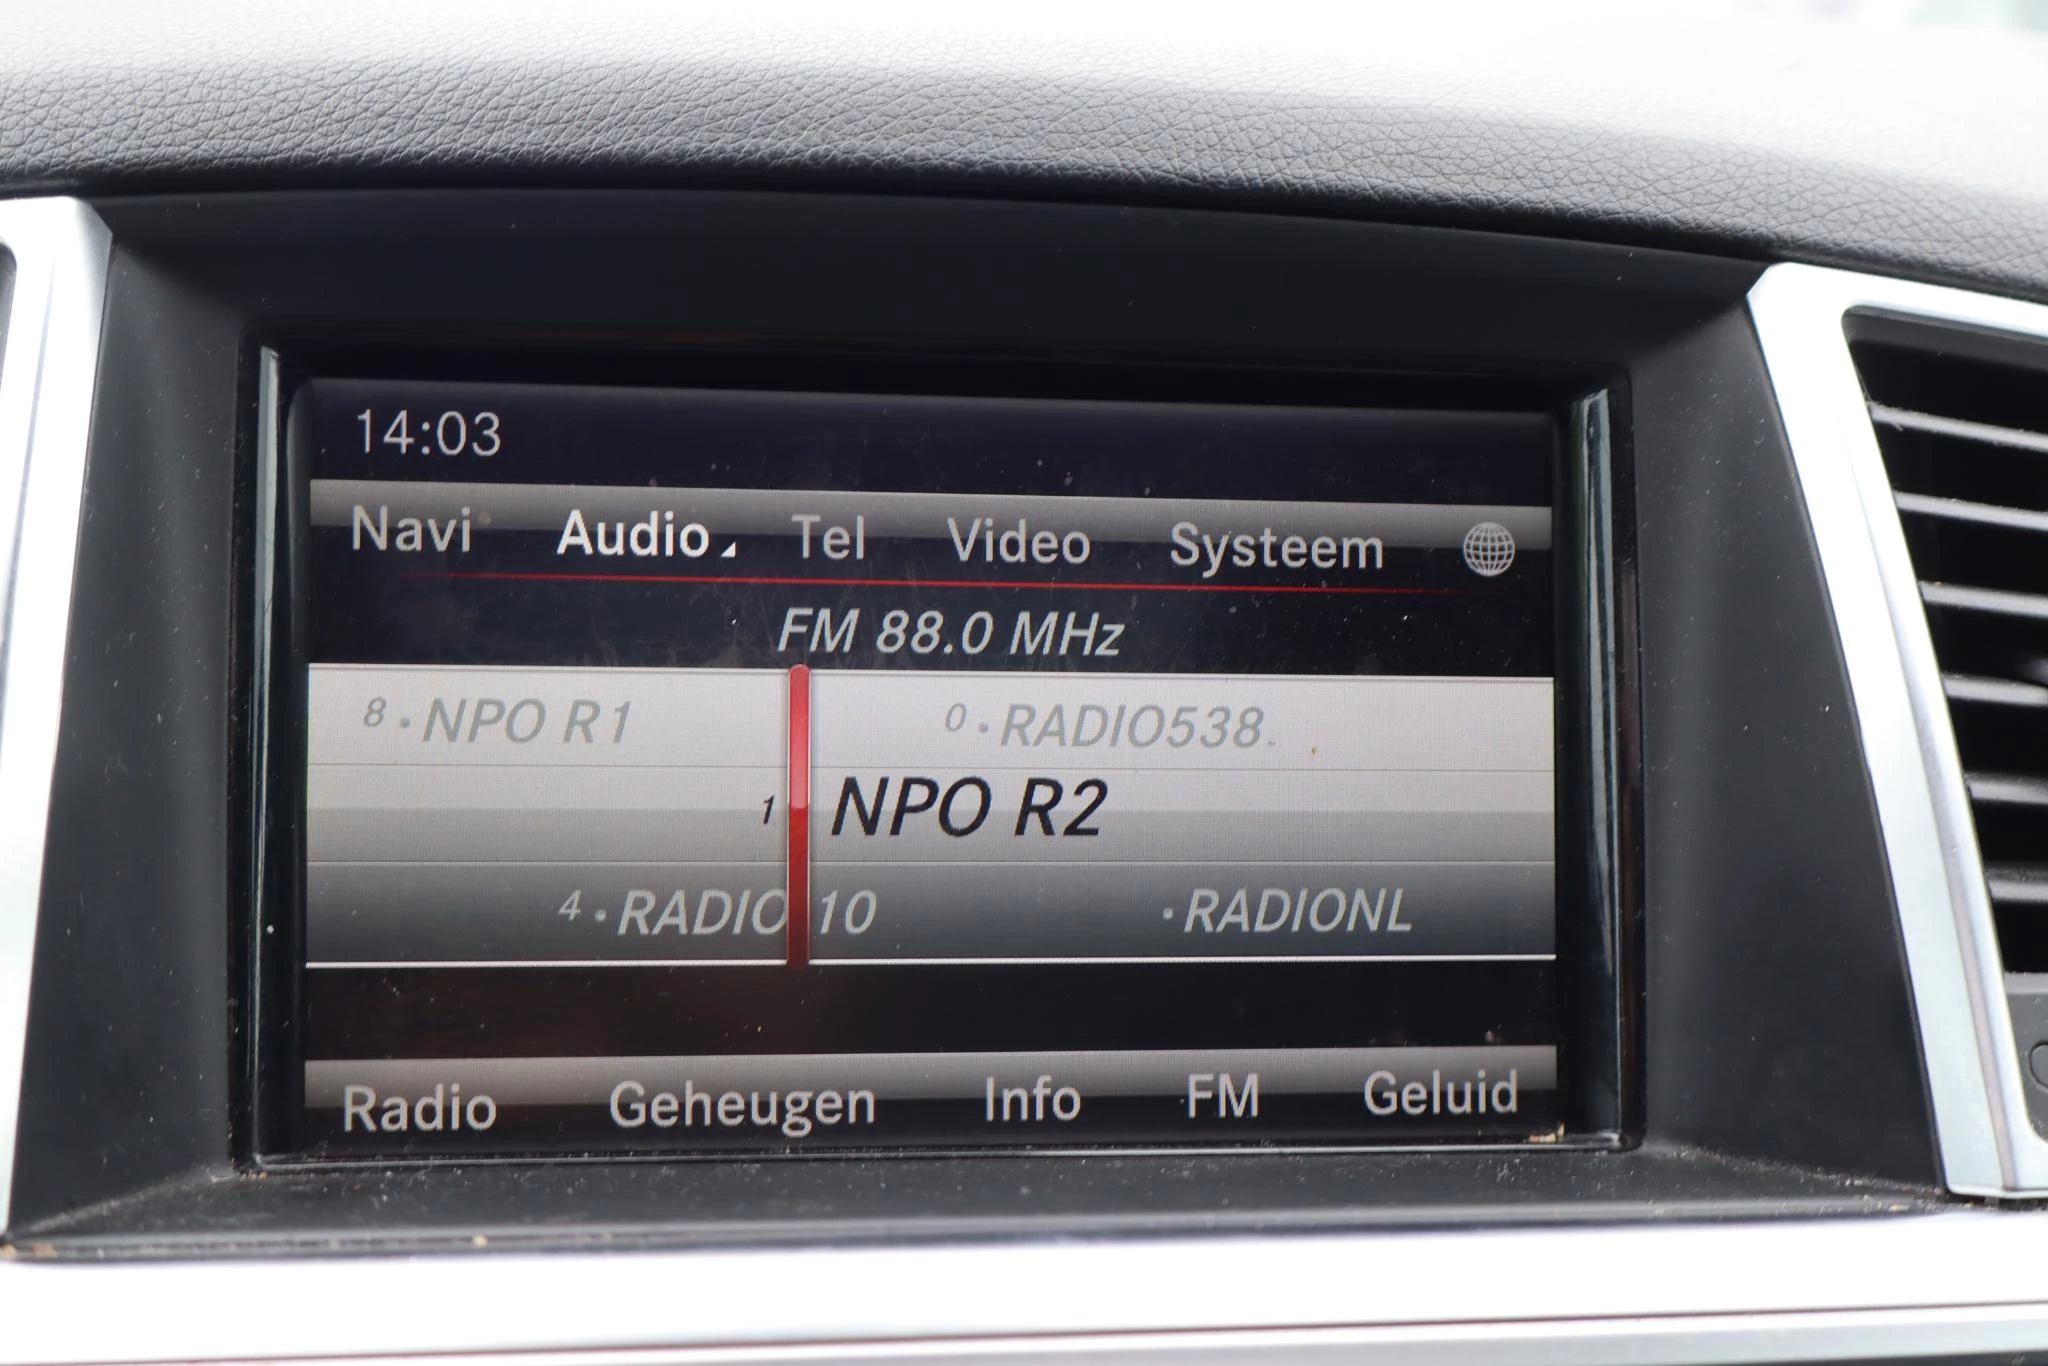 14:03
Navi Audio Tel Video Systeem
FM 88.0 MHz
8 • NPO R1 0 • RADIO538
1 NPO R2
4 • RADIO 10 • RADIONL
Radio Geheugen Info FM Geluid